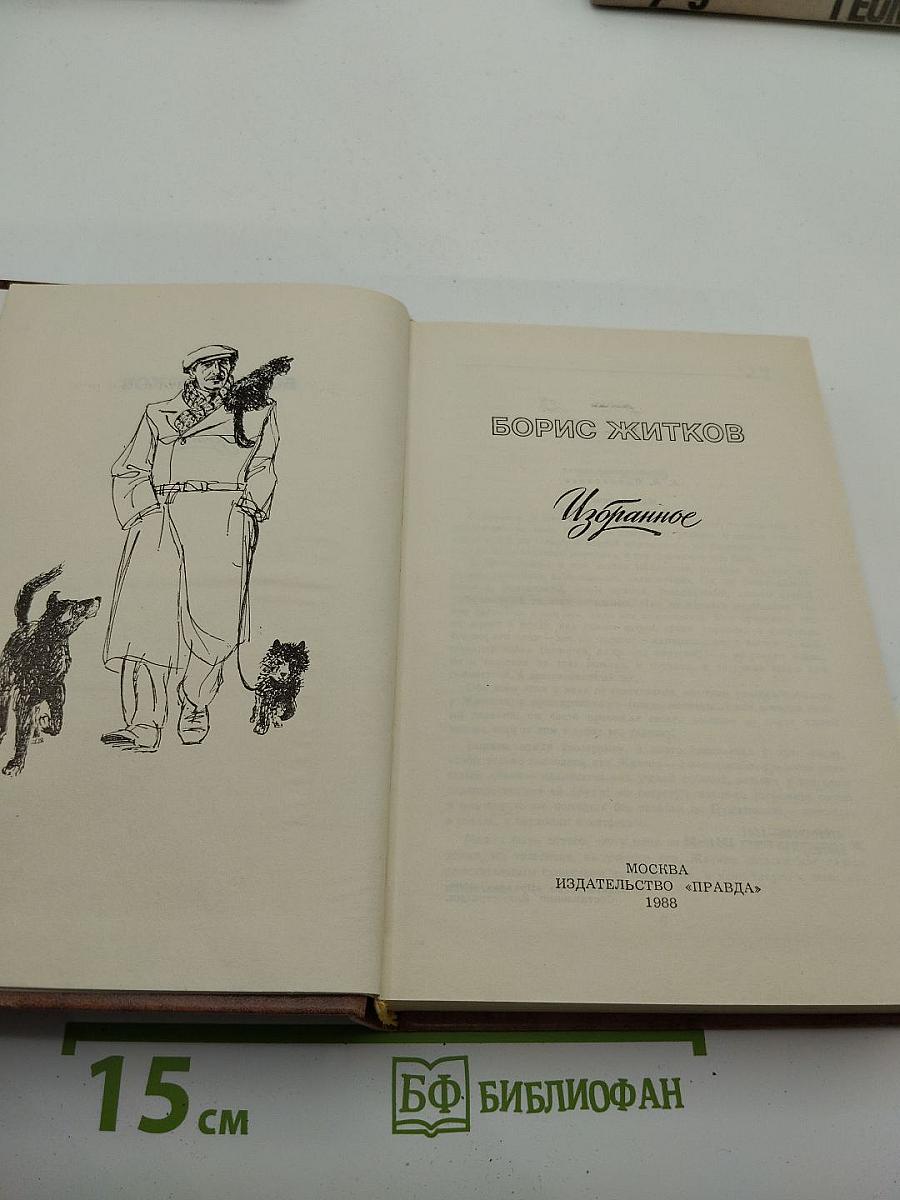 БОРИС ЖИТКОВ
Избранное
МОСКВА
ИЗДАТЕЛЬСТВО «ПРАВДА»
1988
15 см
БФ БИБЛИОФАН